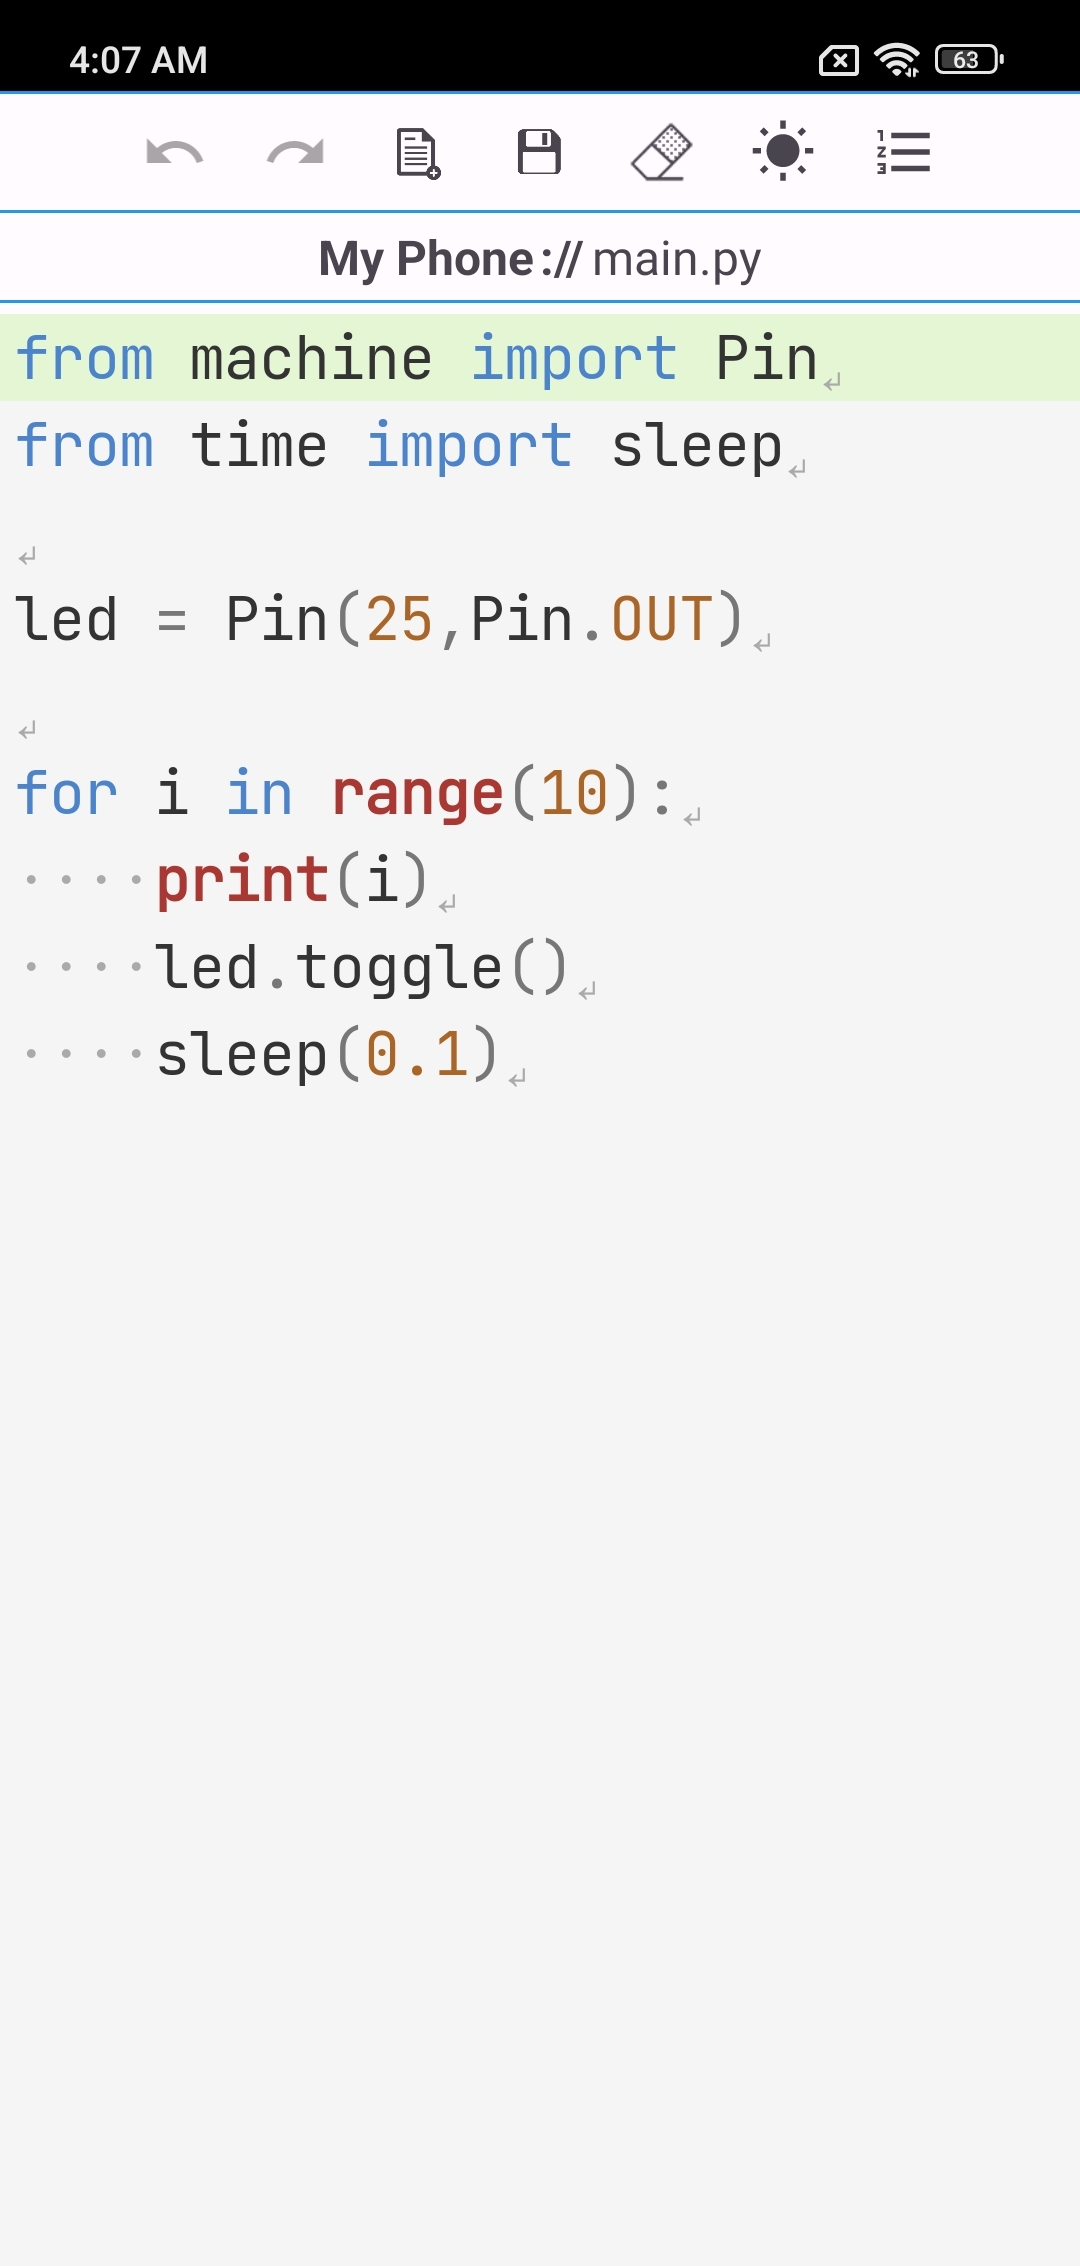 4:07 AM
63
My Phone:// main.py
from machine import Pin
from time import sleep

led = Pin(25,Pin.OUT)

for i in range(10):
    print(i)
    led.toggle()
    sleep(0.1)